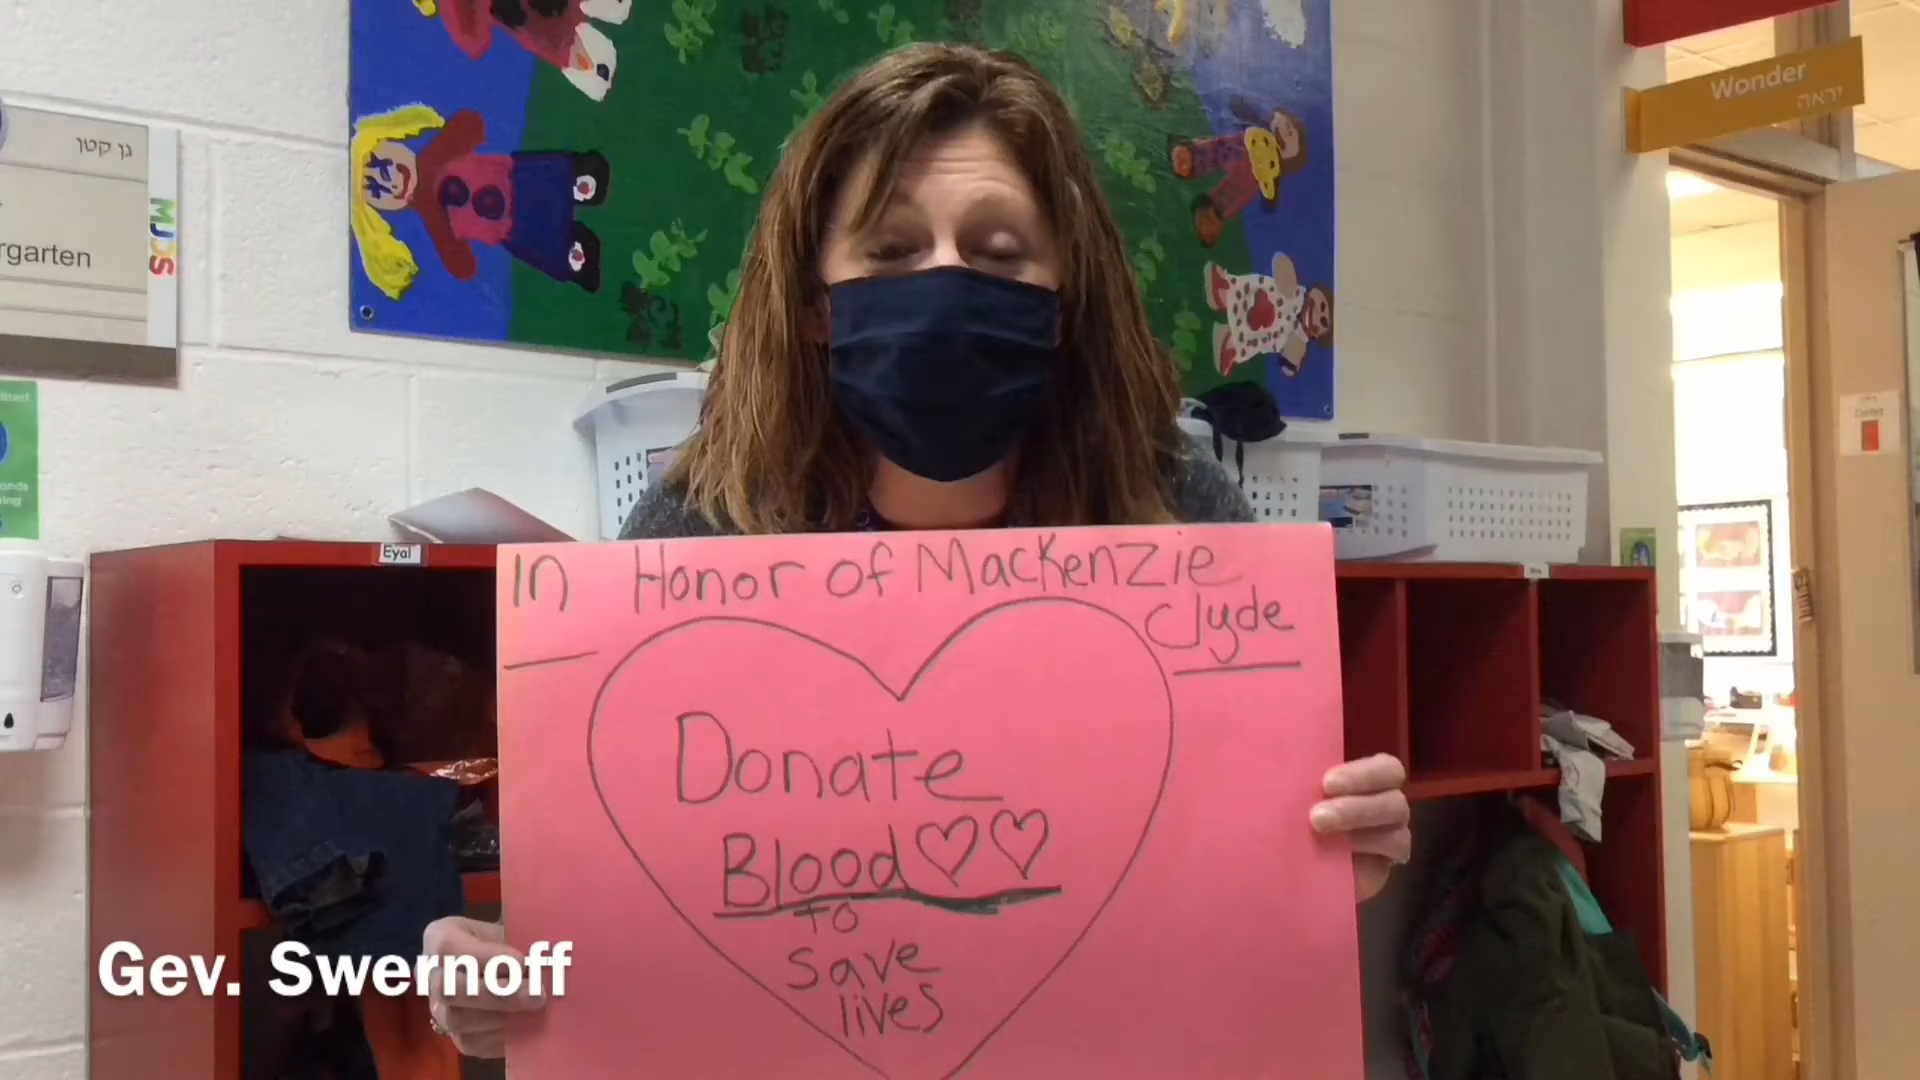 Wonder
יראה
גן קטן
rgarten
MJDS
Eyal
In Honor of Mackenzie
Clyde
Donate
Blood
to
save
lives
Gev. Swernoff